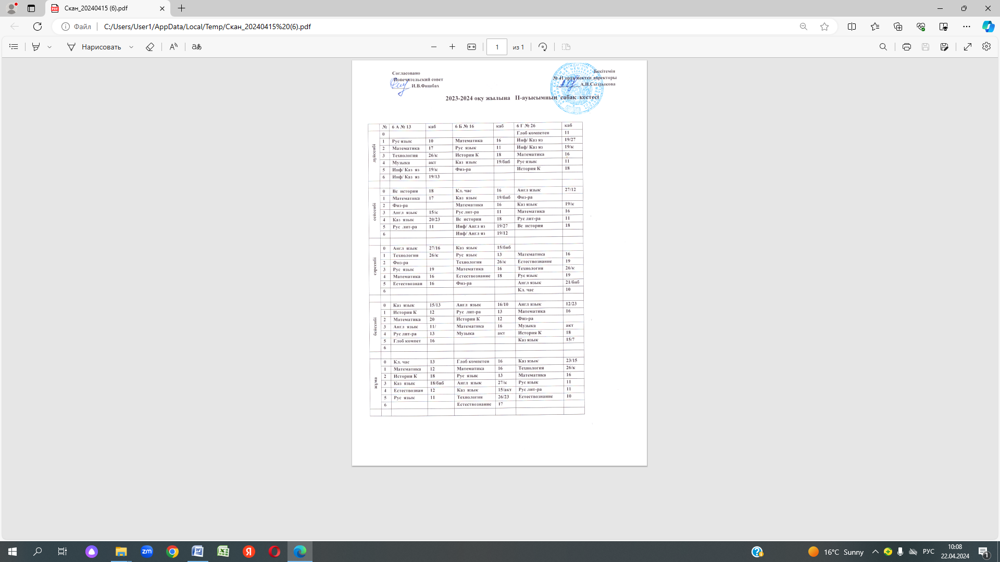 Скан_20240415 (6).pdf
Файл C:/Users/User1/AppData/Local/Temp/Скан_20240415%20(6).pdf
Нарисовать 1 из 1
Согласовано
Попечительский совет
И.В.Фишбах
Бекітемін
№ 41 орта мектеп директоры
А.Н.Сыздыкова
2023-2024 оқу жылына II-ауысымның сабақ кестесі
№ 6 А № 13 каб 6 Б № 16 каб 6 Г № 26 каб
дүйсенбі
0 Глоб компетен 11
1 Рус язык 10 Математика 16 Инф/ Каз яз 19/27
2 Математика 17 Рус язык 11 Инф/ Каз яз 19/к
3 Технология 26/к История К 18 Математика 16
4 Музыка акт Каз язык 19/биб Рус язык 11
5 Инф/ Каз яз 19/к Физ-ра История К 18
6 Инф/ Каз яз 19/13
сейсенбі
0 Вс история 18 Кл. час 16 Англ язык 27/12
1 Математика 17 Каз язык 19/биб Физ-ра
2 Физ-ра Математика 16 Каз язык 19/к
3 Англ язык 15/к Рус лит-ра 11 Математика 16
4 Каз язык 20/23 Вс история 18 Рус лит-ра 11
5 Рус лит-ра 11 Инф/ Англ яз 19/27 Вс история 18
6 Инф/ Англ яз 19/12
сәрсенбі
0 Англ язык 27/16 Каз язык 15/биб
1 Технология 26/к Рус язык 13 Математика 16
2 Физ-ра Технология 26/к Естествознание 19
3 Рус язык 19 Математика 16 Технология 26/к
4 Математика 16 Естествознание 18 Рус язык 19
5 Естествознан 16 Физ-ра Англ язык 21/биб
6 Кл. час 10
бейсенбі
0 Каз язык 15/13 Англ язык 16/10 Англ язык 12/23
1 История К 12 Рус лит-ра 13 Математика 16
2 Математика 20 История К 12 Физ-ра
3 Англ язык 11/ Математика 16 Музыка акт
4 Рус лит-ра 13 Музыка акт История К 18
5 Глоб компет 16 Каз язык 15/7
6
жұма
0 Кл. час 13 Глоб компетен 16 Каз язык 23/15
1 Математика 12 Математика 16 Технология 26/к
2 История К 18 Рус язык 13 Математика 16
3 Каз язык 18/биб Англ язык 27/к Рус язык 11
4 Естествознан 12 Каз язык 15/акт Рус лит-ра 11
5 Рус язык 11 Технология 26/23 Естествознание 10
6 Естествознание 17
16°C Sunny
РУС
10:08
22.04.2024